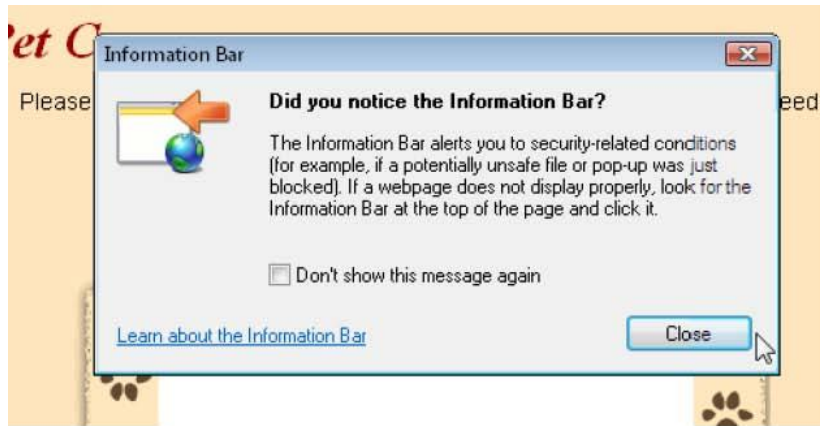 et C
Information Bar
Please
Did you notice the Information Bar?
eed
The Information Bar alerts you to security-related conditions
(for example, if a potentially unsafe file or pop-up was just
blocked). If a webpage does not display properly, look for the
Information Bar at the top of the page and click it.
Don't show this message again
Learn about the Information Bar
Close